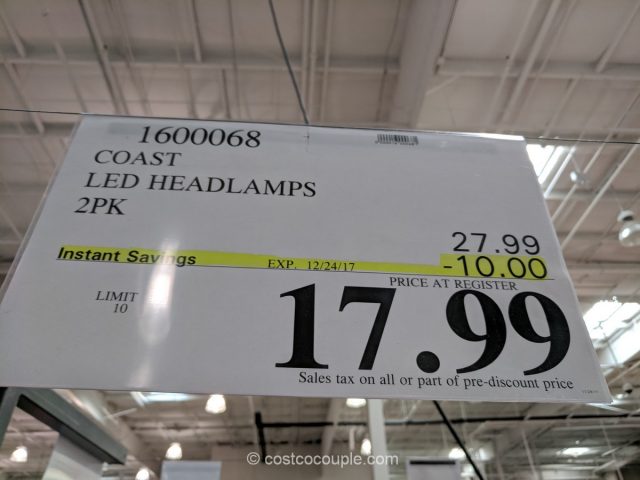 1600068
COAST
LED HEADLAMPS
2PK
27.99
Instant Savings EXP. 12/24/17 -10.00
PRICE AT REGISTER
LIMIT
10
17.99
Sales tax on all or part of pre-discount price
© costcocouple.com